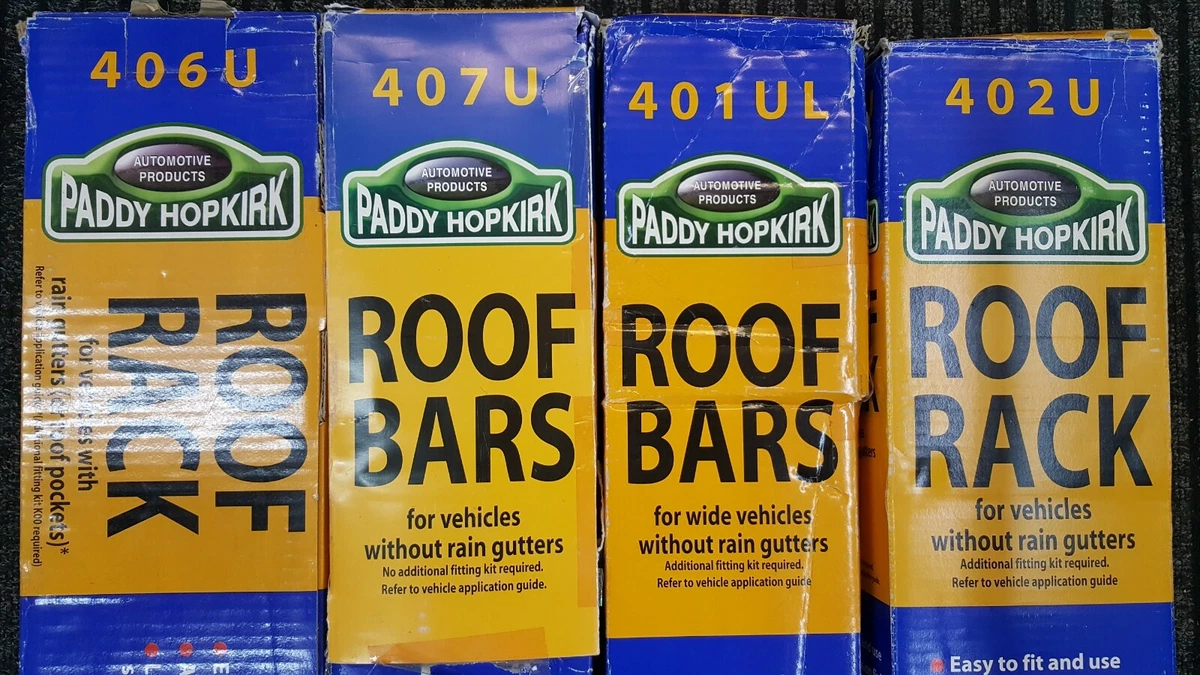 406U
AUTOMOTIVE
PRODUCTS
PADDY HOPKIRK
ROOF
RACK
for vehicles with
rain gutters (or roof pockets)*
407U
AUTOMOTIVE
PRODUCTS
PADDY HOPKIRK
ROOF
BARS
for vehicles
without rain gutters
No additional fitting kit required.
Refer to vehicle application guide.
401UL
AUTOMOTIVE
PRODUCTS
PADDY HOPKIRK
ROOF
BARS
for wide vehicles
without rain gutters
Additional fitting kit required.
Refer to vehicle application guide
402U
AUTOMOTIVE
PRODUCTS
PADDY HOPKIRK
ROOF
RACK
for vehicles
without rain gutters
Additional fitting kit required.
Refer to vehicle application guide
Easy to fit and use